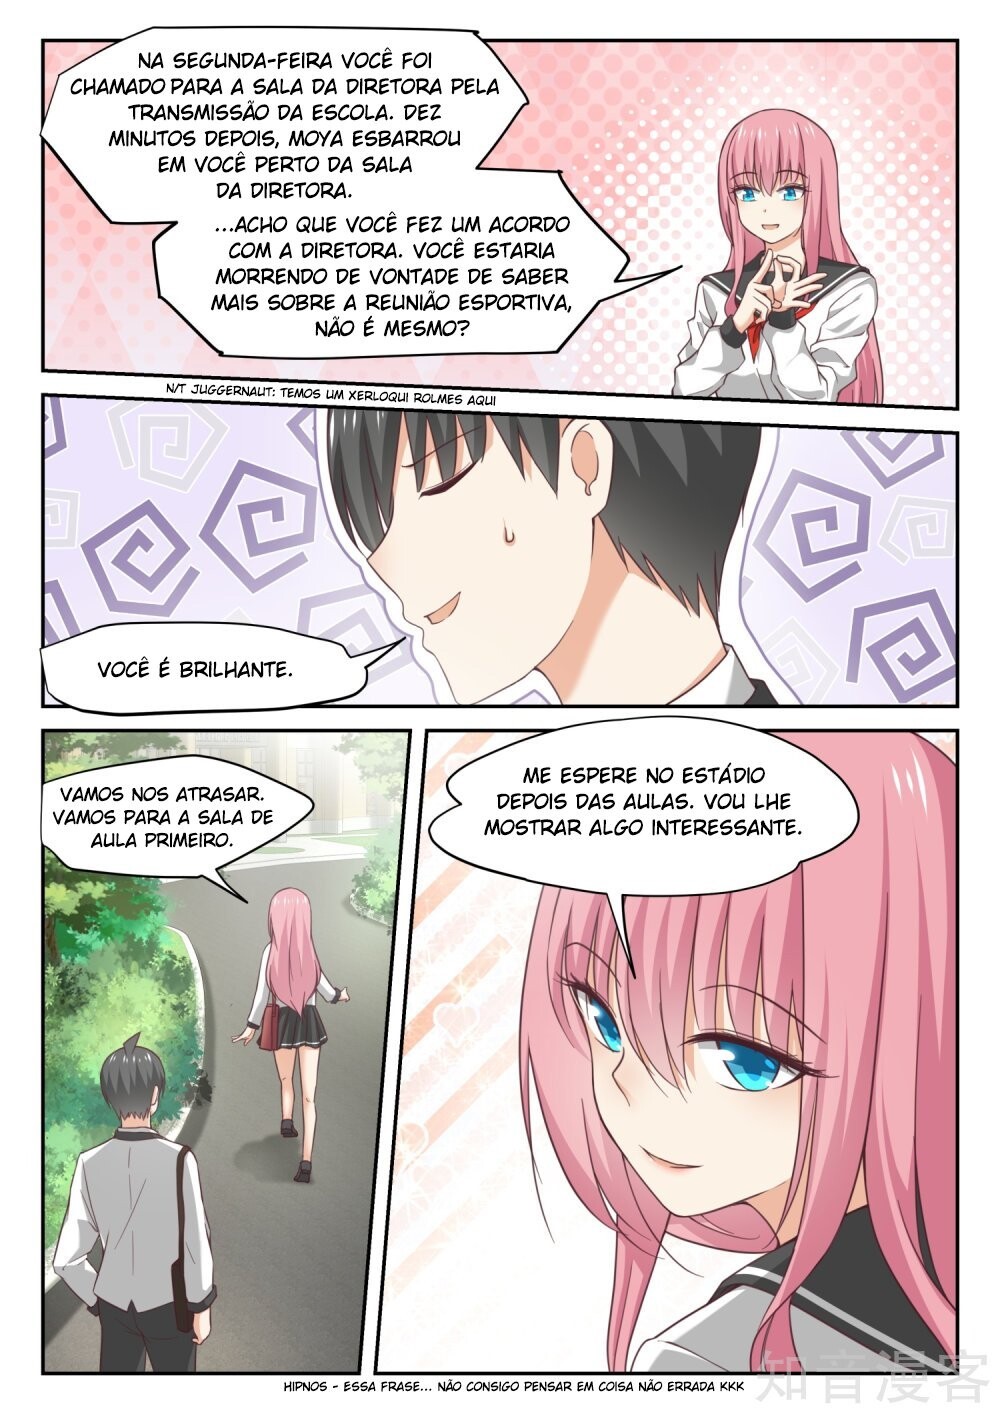 NA SEGUNDA-FEIRA VOCÊ FOI
CHAMADO PARA A SALA DA DIRETORA PELA
TRANSMISSÃO DA ESCOLA. DEZ
MINUTOS DEPOIS, MOYA ESBARROU
EM VOCÊ PERTO DA SALA
DA DIRETORA.
...ACHO QUE VOCÊ FEZ UM ACORDO
COM A DIRETORA. VOCÊ ESTARIA
MORRENDO DE VONTADE DE SABER
MAIS SOBRE A REUNIÃO ESPORTIVA,
NÃO É MESMO?
N/T JUGGERNAUT: TEMOS UM XERLOQUI ROLMES AQUI
VOCÊ É BRILHANTE.
VAMOS NOS ATRASAR.
VAMOS PARA A SALA DE
AULA PRIMEIRO.
ME ESPERE NO ESTÁDIO
DEPOIS DAS AULAS. VOU LHE
MOSTRAR ALGO INTERESSANTE.
HIPNOS - ESSA FRASE... NÃO CONSIGO PENSAR EM COISA NÃO ERRADA KKK
知音漫客